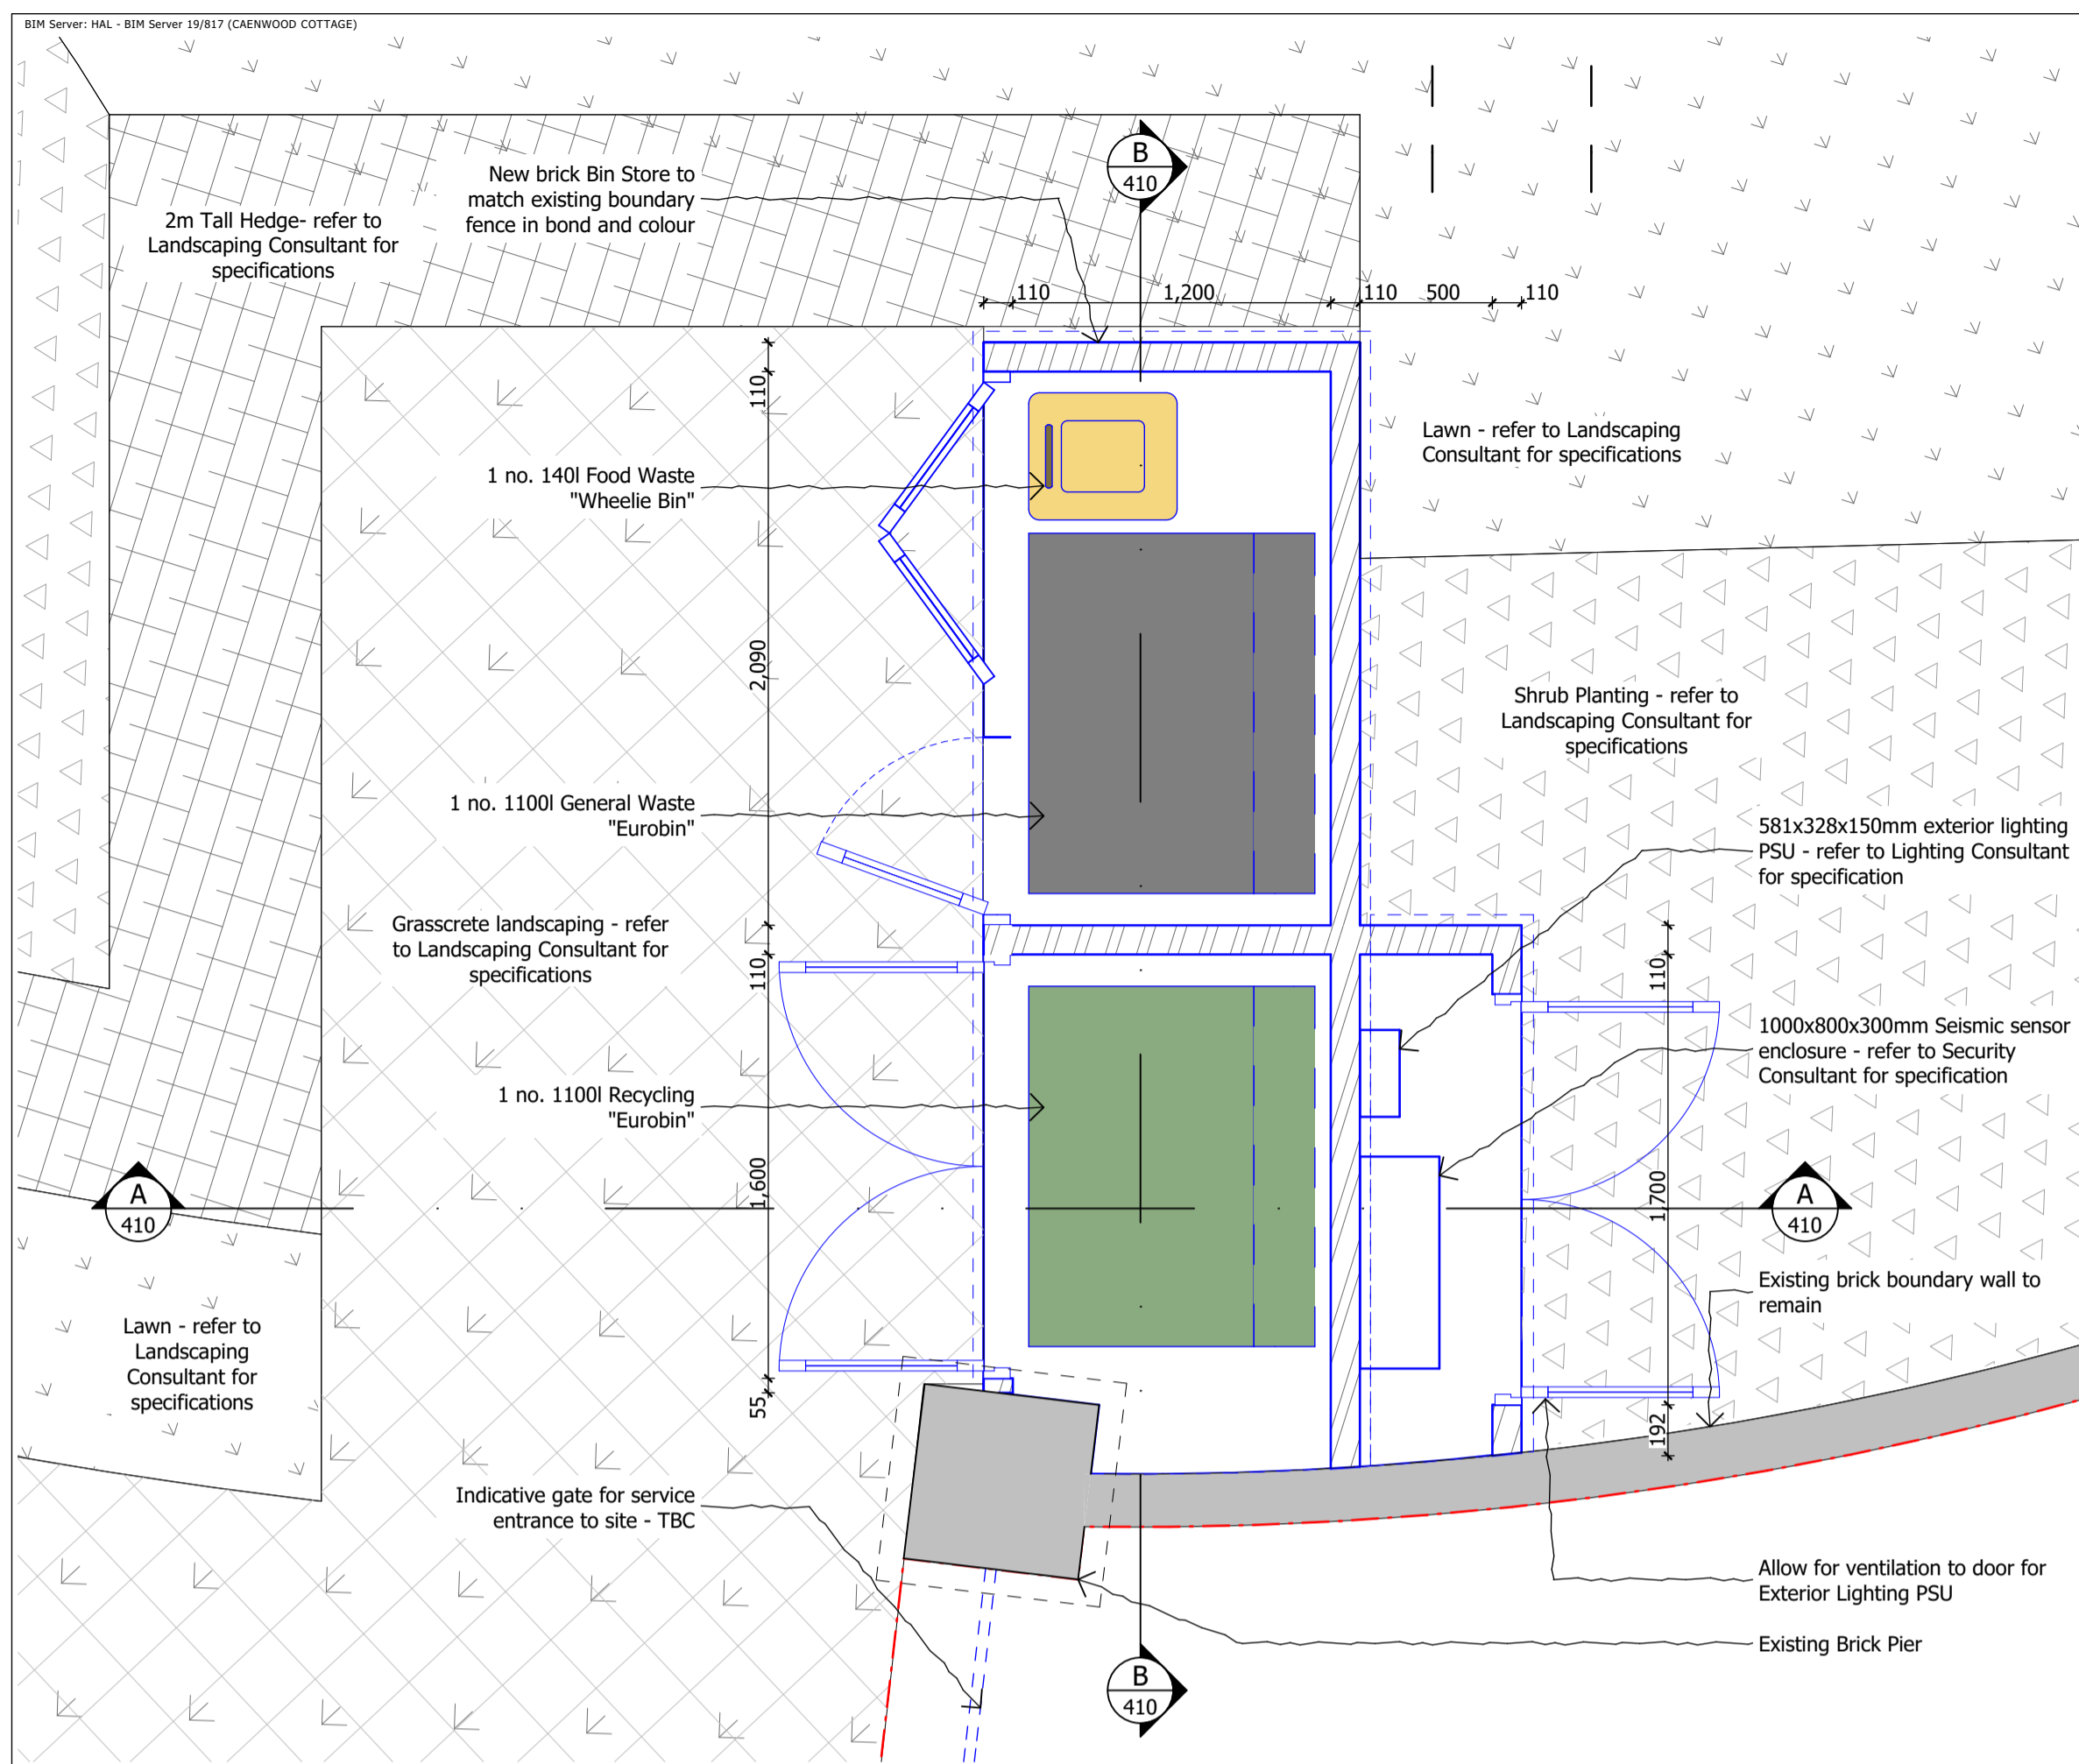 BIM Server: HAL - BIM Server 19/817 (CAENWOOD COTTAGE)
B
410
New brick Bin Store to
match existing boundary
fence in bond and colour
2m Tall Hedge- refer to
Landscaping Consultant for
specifications
110
1,200
110
500
110
110
Lawn - refer to Landscaping
Consultant for specifications
1 no. 140l Food Waste
"Wheelie Bin"
2,090
Shrub Planting - refer to
Landscaping Consultant for
specifications
1 no. 1100l General Waste
"Eurobin"
581x328x150mm exterior lighting
PSU - refer to Lighting Consultant
for specification
Grasscrete landscaping - refer
to Landscaping Consultant for
specifications
110
110
1000x800x300mm Seismic sensor
enclosure - refer to Security
Consultant for specification
1 no. 1100l Recycling
"Eurobin"
1,600
1,700
A
410
A
410
Existing brick boundary wall to
remain
Lawn - refer to
Landscaping
Consultant for
specifications
55
192
Indicative gate for service
entrance to site - TBC
Allow for ventilation to door for
Exterior Lighting PSU
Existing Brick Pier
B
410